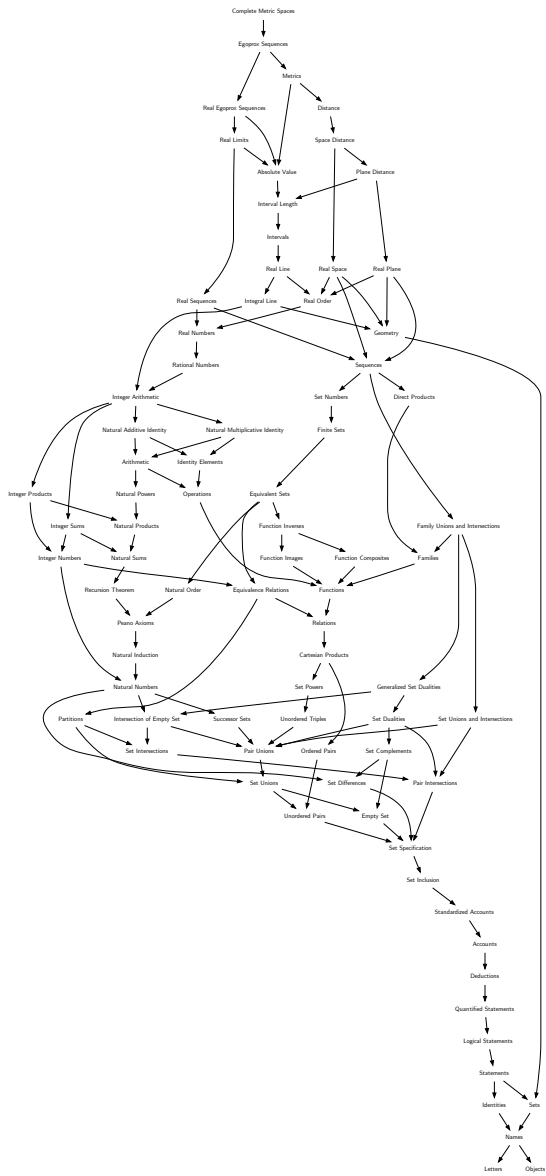 Complete Metric Spaces
Egoprox Sequences
Metrics
Real Egoprox Sequences
Distance
Real Limits
Space Distance
Absolute Value
Plane Distance
Interval Length
Intervals
Real Line
Real Space
Real Plane
Real Sequences
Integral Line
Real Order
Real Numbers
Geometry
Rational Numbers
Sequences
Integer Arithmetic
Set Numbers
Direct Products
Natural Additive Identity
Natural Multiplicative Identity
Finite Sets
Arithmetic
Identity Elements
Integer Products
Natural Powers
Operations
Equivalent Sets
Integer Sums
Natural Products
Function Inverses
Family Unions and Intersections
Integer Numbers
Natural Sums
Function Images
Function Composites
Families
Recursion Theorem
Natural Order
Equivalence Relations
Functions
Peano Axioms
Relations
Natural Induction
Cartesian Products
Natural Numbers
Set Powers
Generalized Set Dualities
Partitions
Intersection of Empty Set
Successor Sets
Unordered Triples
Set Dualities
Set Unions and Intersections
Set Intersections
Pair Unions
Ordered Pairs
Set Complements
Set Unions
Set Differences
Pair Intersections
Unordered Pairs
Empty Set
Set Specification
Set Inclusion
Standardized Accounts
Accounts
Deductions
Quantified Statements
Logical Statements
Statements
Identities
Sets
Names
Letters
Objects